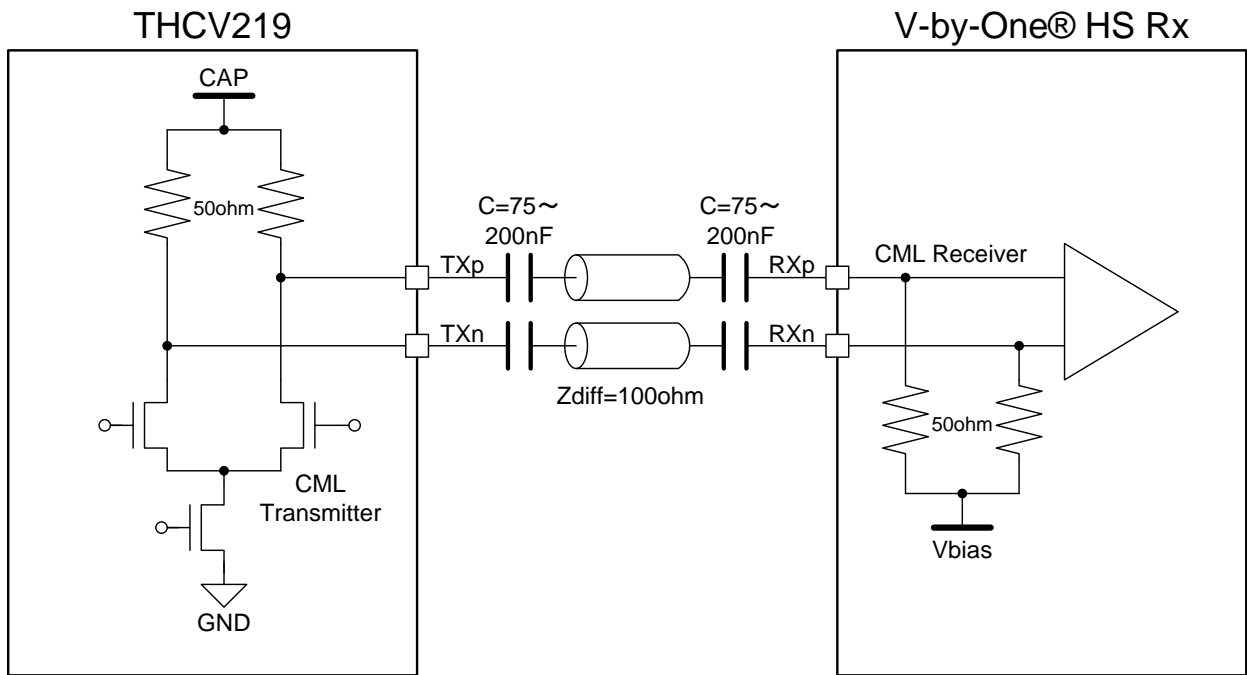 THCV219
V-by-One® HS Rx
CAP
50ohm
C=75～
200nF
C=75～
200nF
TXp
RXp
CML Receiver
TXn
RXn
Zdiff=100ohm
50ohm
CML
Transmitter
Vbias
GND